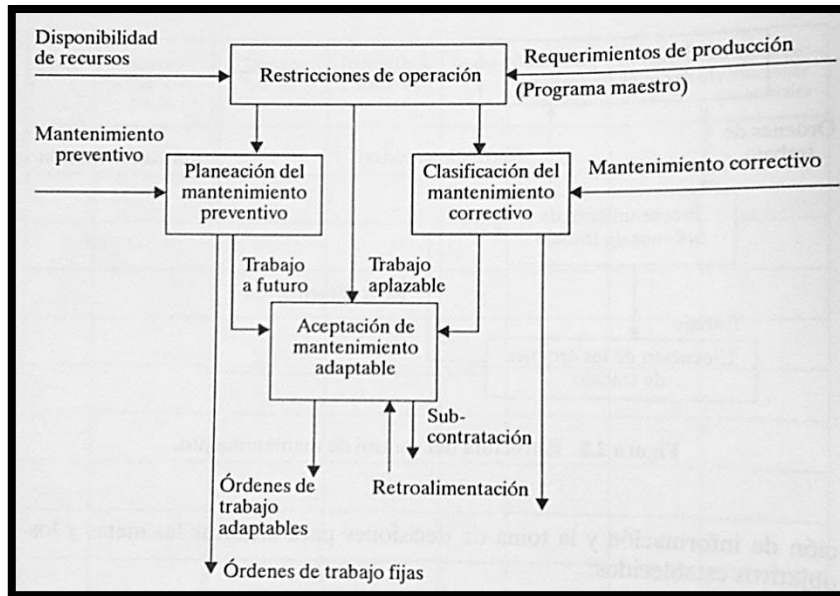 Disponibilidad
de recursos
Restricciones de operación
Requerimientos de producción
(Programa maestro)
Mantenimiento
preventivo
Planeación del
mantenimiento
preventivo
Clasificación del
mantenimiento
correctivo
Mantenimiento correctivo
Trabajo
a futuro
Trabajo
aplazable
Aceptación de
mantenimiento
adaptable
Sub-
contratación
Órdenes de
trabajo
adaptables
Retroalimentación
Órdenes de trabajo fijas